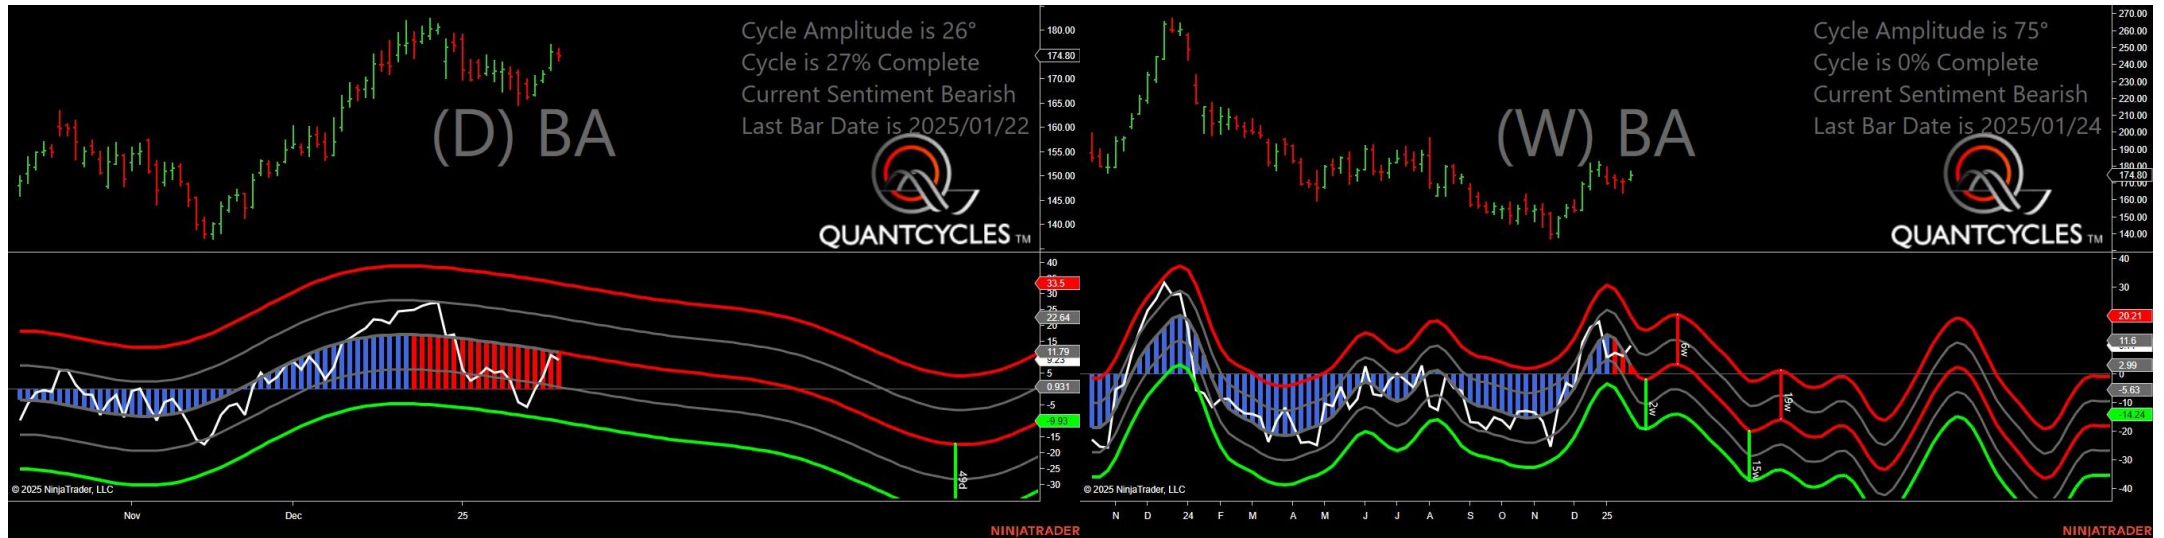 Cycle Amplitude is 26°
Cycle is 27% Complete
Current Sentiment Bearish
Last Bar Date is 2025/01/22
(D) BA
QUANTCYCLES TM
180.00
174.80
170.00
165.00
160.00
155.00
150.00
145.00
140.00
40
33.5
30
25
22.64
20
15
11.79
9.23
5
0.931
-5
-9.93
-15
-20
-25
-30
49d
© 2025 NinjaTrader, LLC
Nov
Dec
25
NINJATRADER
Cycle Amplitude is 75°
Cycle is 0% Complete
Current Sentiment Bearish
Last Bar Date is 2025/01/24
(W) BA
QUANTCYCLES TM
270.00
260.00
250.00
240.00
230.00
220.00
210.00
200.00
190.00
180.00
174.80
170.00
160.00
150.00
140.00
40
30
20.21
11.6
2.99
0
-5.63
-10
-14.24
-20
-30
-40
6w
2w
19w
15w
© 2025 NinjaTrader, LLC
N D 24 F M A M J J A S O N D 25
NINJATRADER